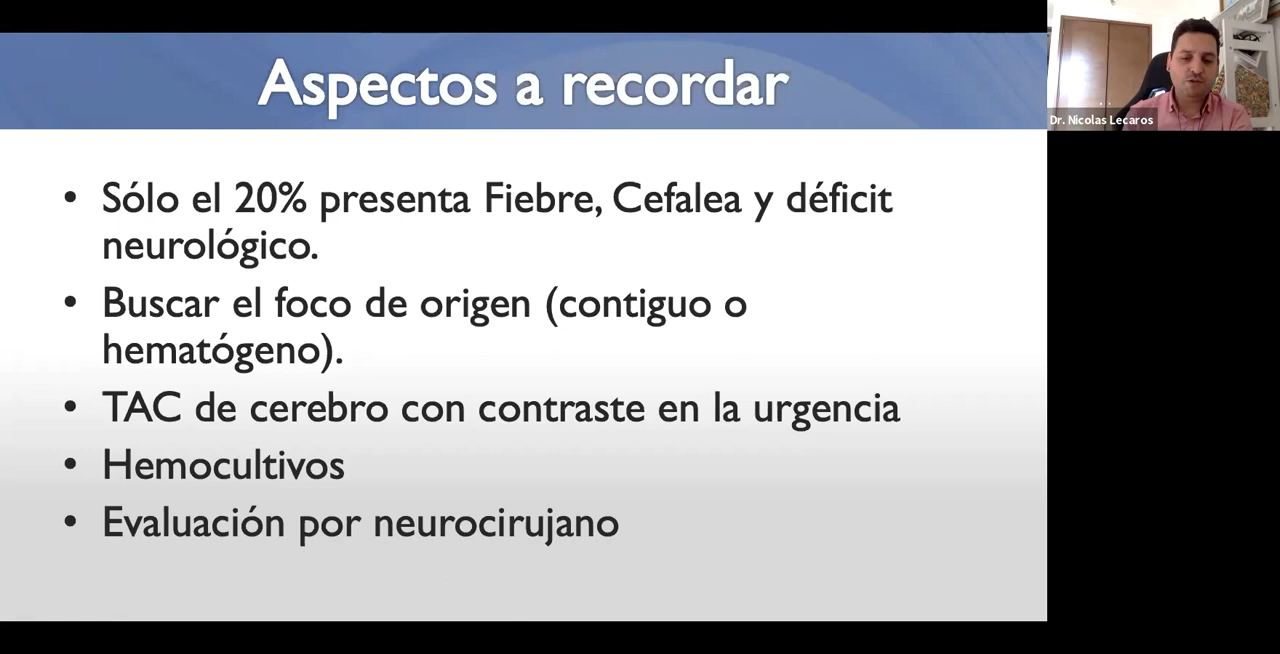 Aspectos a recordar
Dr. Nicolas Lecaros
• Sólo el 20% presenta Fiebre, Cefalea y déficit
neurológico.
• Buscar el foco de origen (contiguo o
hematógeno).
• TAC de cerebro con contraste en la urgencia
• Hemocultivos
• Evaluación por neurocirujano